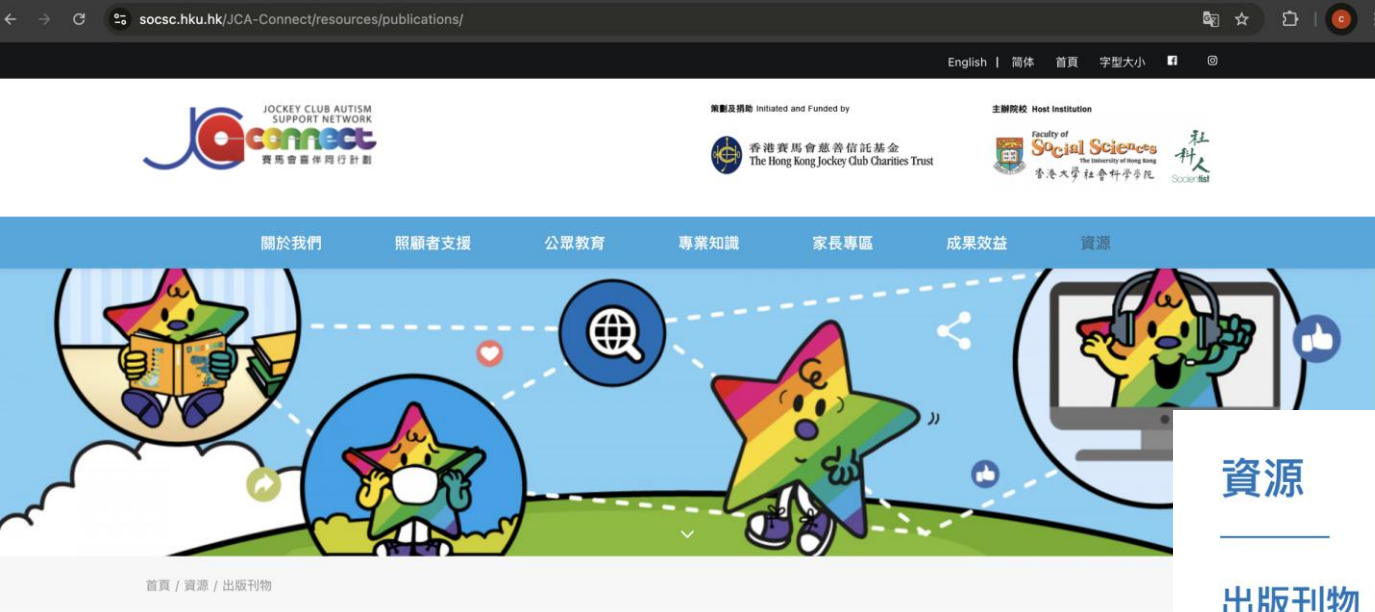 socsc.hku.hk/JCA-Connect/resources/publications/
C
English | 简体 首頁 字型大小
JOCKEY CLUB AUTISM
SUPPORT NETWORK
JC A-connect
賽馬會喜伴同行計劃
策劃及捐助 Initiated and Funded by
香港賽馬會慈善信託基金
The Hong Kong Jockey Club Charities Trust
主辦院校 Host Institution
Faculty of
Social Sciences
The University of Hong Kong
香港大學社會科學學院
社科人
Socientist
關於我們 照顧者支援 公眾教育 專業知識 家長專區 成果效益 資源
首頁 / 資源 / 出版刊物
資源
出版刊物